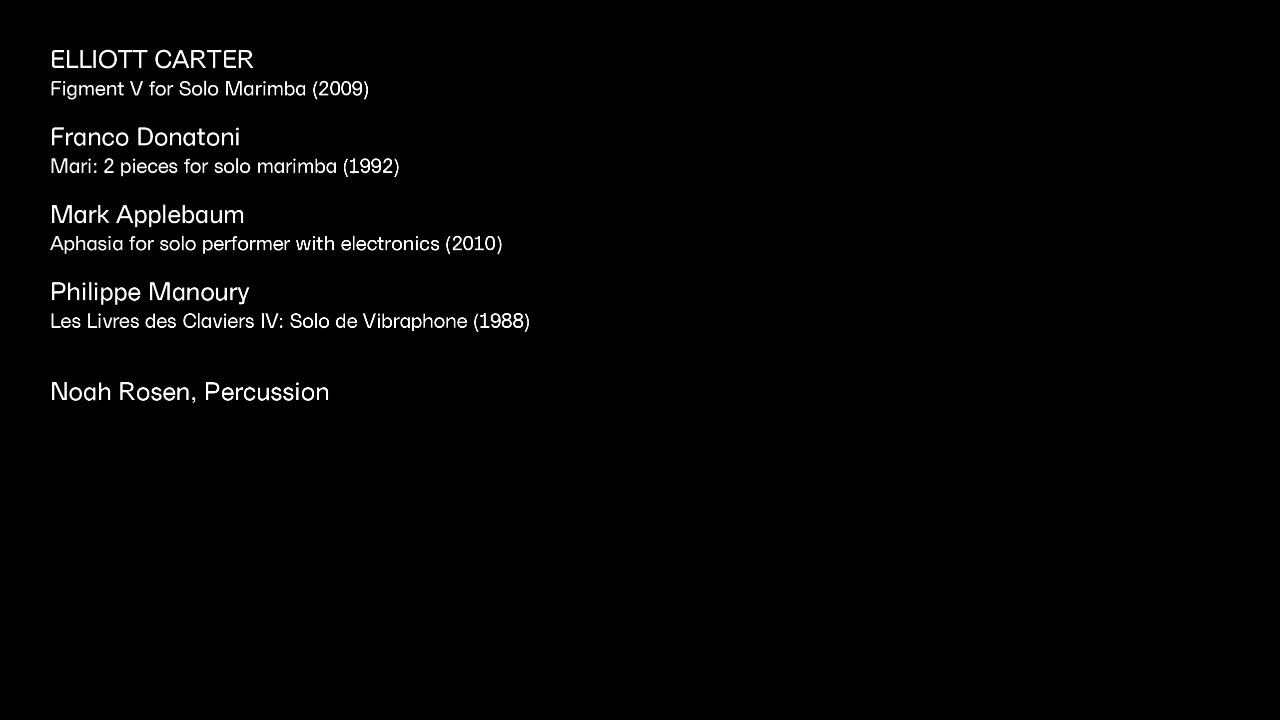 ELLIOTT CARTER
Figment V for Solo Marimba (2009)
Franco Donatoni
Mari: 2 pieces for solo marimba (1992)
Mark Applebaum
Aphasia for solo performer with electronics (2010)
Philippe Manoury
Les Livres des Claviers IV: Solo de Vibraphone (1988)
Noah Rosen, Percussion